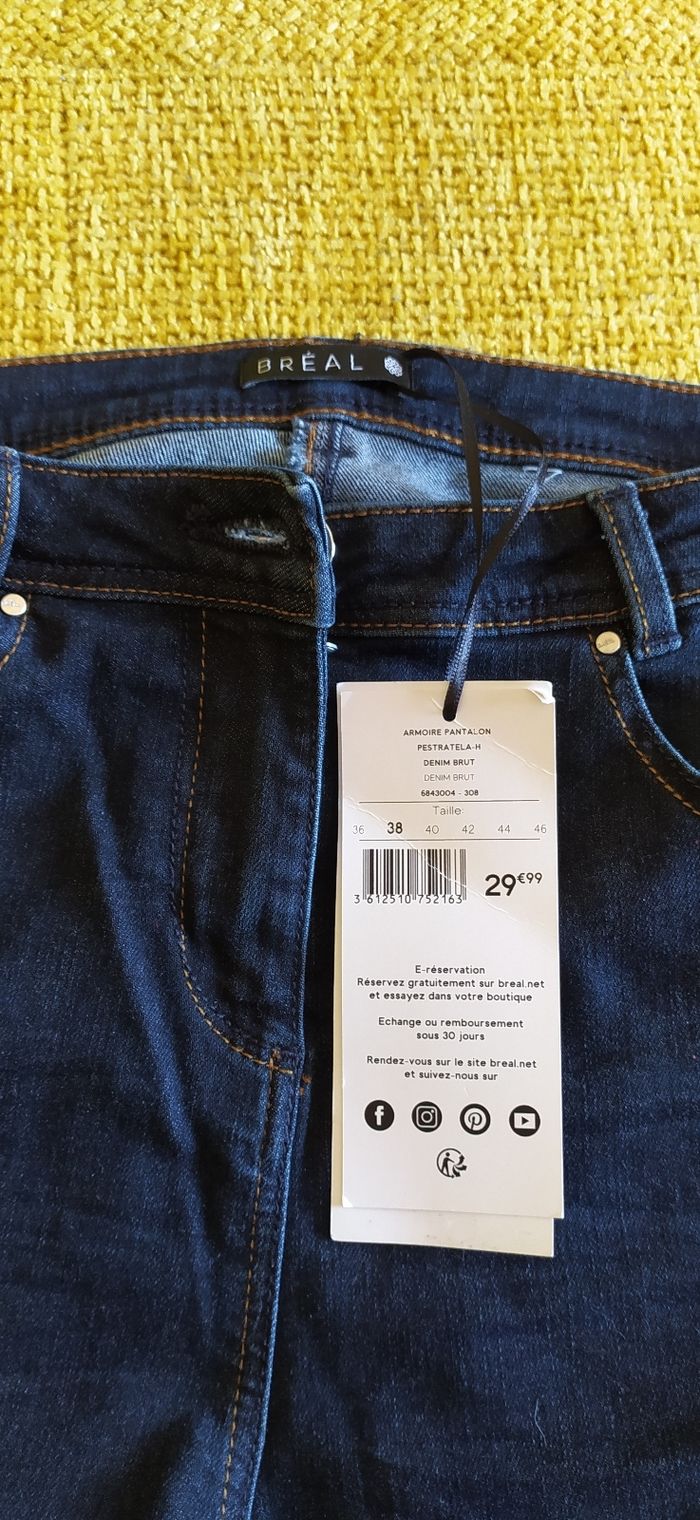 BRÉAL
ARMOIRE PANTALON
PESTRATELA-H
DENIM BRUT
DENIM BRUT
6843004 - 308
Taille:
36 38 40 42 44 46
29€99
3 612510 752163
E-réservation
Réservez gratuitement sur breal.net
et essayez dans votre boutique
Echange ou remboursement
sous 30 jours
Rendez-vous sur le site breal.net
et suivez-nous sur